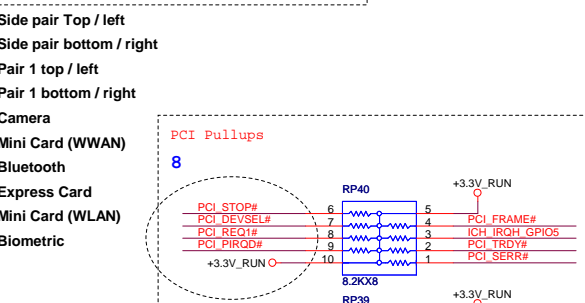 Side pair Top / left
Side pair bottom / right
Pair 1 top / left
Pair 1 bottom / right
Camera
Mini Card (WWAN)
Bluetooth
Express Card
Mini Card (WLAN)
Biometric
PCI Pullups
8
RP40
+3.3V_RUN
PCI_STOP# 6 5
PCI_DEVSEL# 7 4 PCI_FRAME#
PCI_REQ1# 8 3 ICH_IRQH_GPIO5
PCI_PIRQD# 9 2 PCI_TRDY#
+3.3V_RUN 10 1 PCI_SERR#
8.2KX8
RP39
+3.3V_RUN